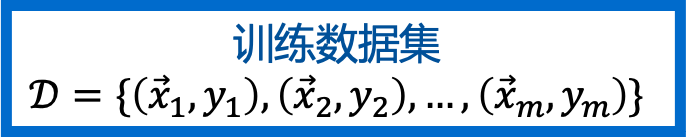 训练数据集
𝒟 = {(x⃗₁, y₁), (x⃗₂, y₂), …, (x⃗ₘ, yₘ)}